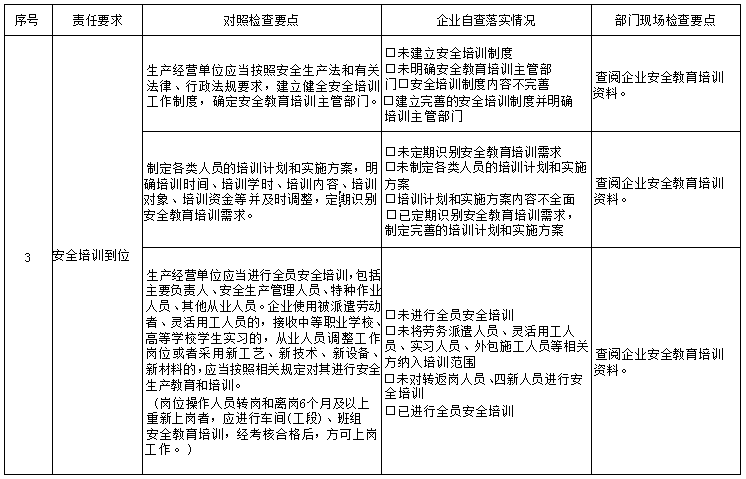 序号 责任要求 对照检查要点 企业自查落实情况 部门现场检查要点
3
安全培训到位
生产经营单位应当按照安全生产法和有关
法律、行政法规要求，建立健全安全培训
工作制度，确定安全教育培训主管部门。
□未建立安全培训制度
□未明确安全教育培训主管部
门□安全培训制度内容不完善
□建立完善的安全培训制度并明确
培训主管部门
查阅企业安全教育培训
资料。
制定各类人员的培训计划和实施方案，明
确培训时间、培训学时、培训内容、培训
对象、培训资金等并及时调整，定期识别
安全教育培训需求。
□未定期识别安全教育培训需求
□未制定各类人员的培训计划和实施
方案
□培训计划和实施方案内容不全面
□已定期识别安全教育培训需求，
制定完善的培训计划和实施方案
查阅企业安全教育培训
资料。
生产经营单位应当进行全员安全培训，包括
主要负责人、安全生产管理人员、特种作业
人员、其他从业人员。企业使用被派遣劳动
者、灵活用工人员的，接收中等职业学校、
高等学校学生实习的，从业人员调整工作
岗位或者采用新工艺、新技术、新设备、
新材料的，应当按照相关规定对其进行安全
生产教育和培训。
（岗位操作人员转岗和离岗6个月及以上
重新上岗者，应进行车间(工段)、班组
安全教育培训，经考核合格后，方可上岗
工作。）
□未进行全员安全培训
□未将劳务派遣人员、灵活用工人
员、实习人员、外包施工人员等相关
方纳入培训范围
□未对转返岗人员、四新人员进行安
全培训
□已进行全员安全培训
查阅企业安全教育培训
资料。